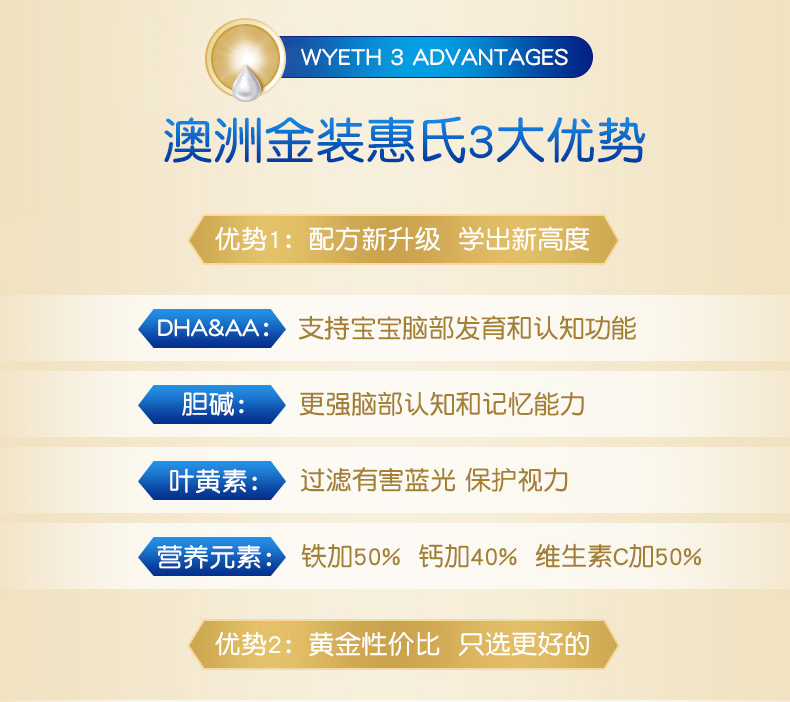 WYETH 3 ADVANTAGES
澳洲金装惠氏3大优势
优势1：配方新升级 学出新高度
DHA&AA：支持宝宝脑部发育和认知功能
胆碱：更强脑部认知和记忆能力
叶黄素：过滤有害蓝光 保护视力
营养元素：铁加50% 钙加40% 维生素C加50%
优势2：黄金性价比 只选更好的